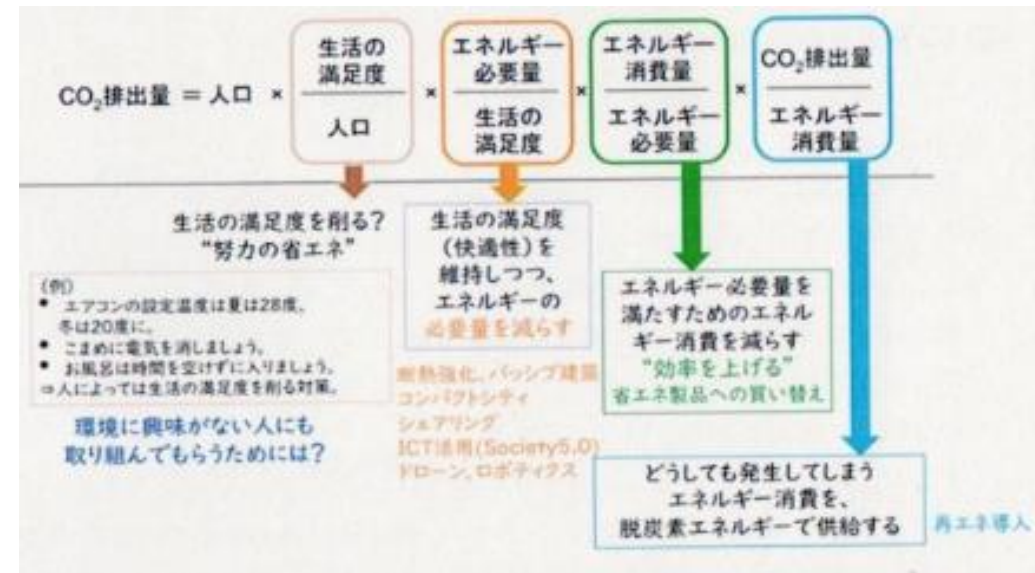 CO₂排出量 = 人口 × 生活の満足度 / 人口 × エネルギー必要量 / 生活の満足度 × エネルギー消費量 / エネルギー必要量 × CO₂排出量 / エネルギー消費量
生活の満足度を削る?
“努力の省エネ”
(例)
• エアコンの設定温度は夏は28度、
冬は20度に。
• こまめに電気を消しましょう。
• お風呂は時間を空けずに入りましょう。
⇒人によっては生活の満足度を削る対策。
環境に興味がない人にも
取り組んでもらうためには?
生活の満足度
(快適性)を
維持しつつ、
エネルギーの
必要量を減らす
断熱強化、パッシブ建築
コンパクトシティ
シェアリング
ICT活用(Society5.0)
ドローン、ロボティクス
エネルギー必要量を
満たすためのエネル
ギー消費を減らす
“効率を上げる”
省エネ製品への買い替え
どうしても発生してしまう
エネルギー消費を、
脱炭素エネルギーで供給する
再エネ導入